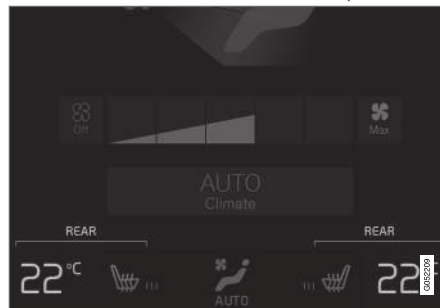 Off
Max
AUTO
Climate
REAR REAR
22°C 22°
AUTO
G052209